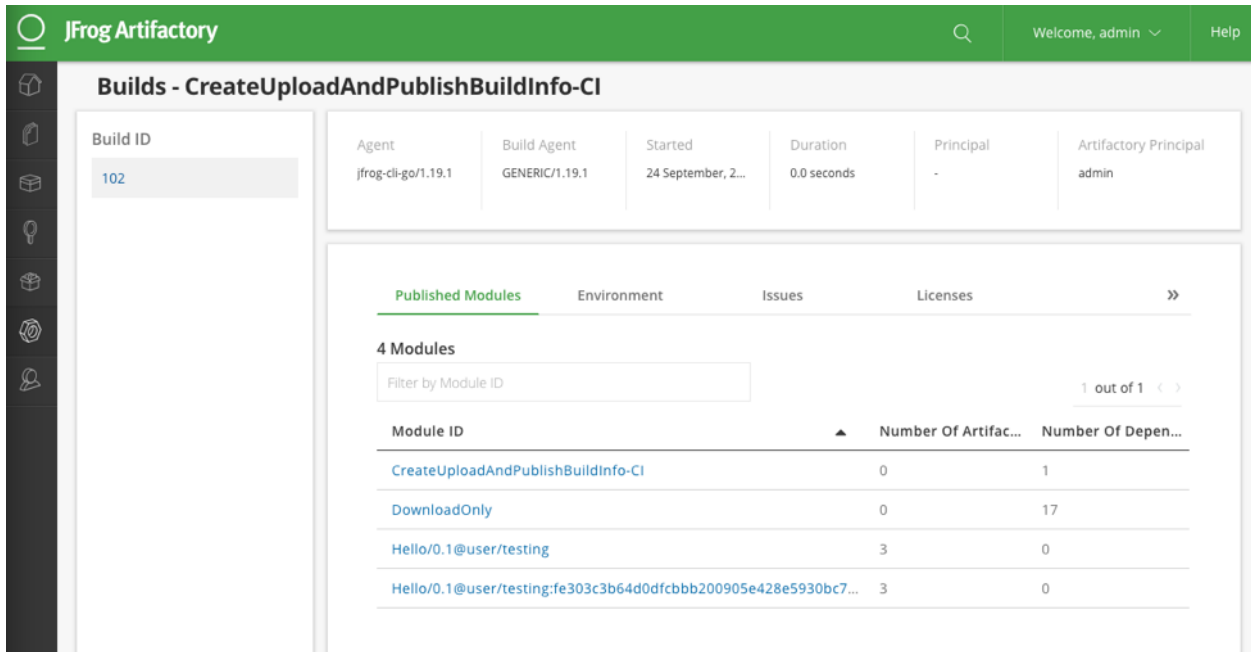 JFrog Artifactory
Welcome, admin
Help
Builds - CreateUploadAndPublishBuildInfo-CI
Build ID
102
Agent Build Agent Started Duration Principal Artifactory Principal
jfrog-cli-go/1.19.1 GENERIC/1.19.1 24 September, 2... 0.0 seconds - admin
Published Modules Environment Issues Licenses »
4 Modules
Filter by Module ID
1 out of 1 < >
Module ID Number Of Artifac... Number Of Depen...
CreateUploadAndPublishBuildInfo-CI 0 1
DownloadOnly 0 17
Hello/0.1@user/testing 3 0
Hello/0.1@user/testing:fe303c3b64d0dfcbbb200905e428e5930bc7... 3 0